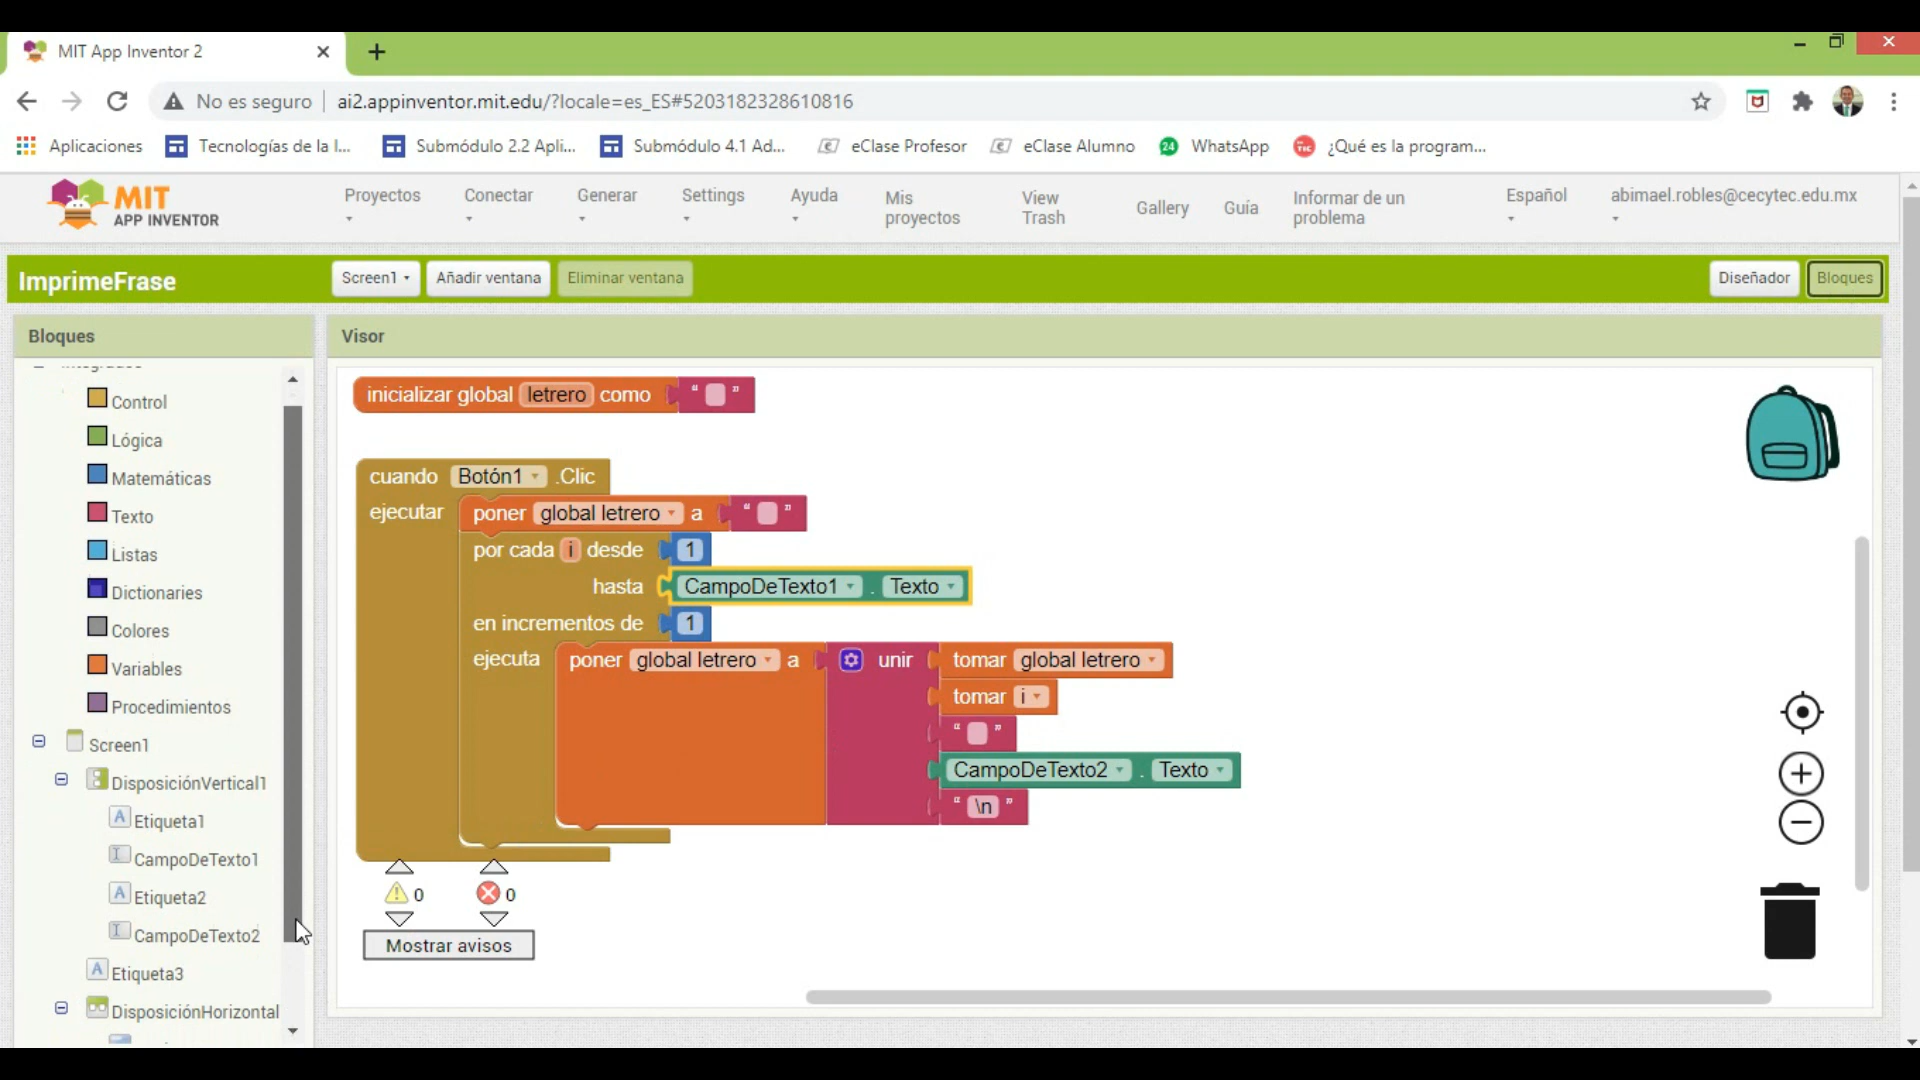 MIT App Inventor 2
No es seguro
ai2.appinventor.mit.edu/?locale=es_ES#5203182328610816
Aplicaciones
Tecnologías de la I...
Submódulo 2.2 Apli...
Submódulo 4.1 Ad...
eClase Profesor
eClase Alumno
24
WhatsApp
TIC
¿Qué es la program...
MIT
APP INVENTOR
Proyectos
Conectar
Generar
Settings
Ayuda
Mis
proyectos
View
Trash
Gallery
Guía
Informar de un
problema
Español
abimael.robles@cecytec.edu.mx
ImprimeFrase
Screen1
Añadir ventana
Eliminar ventana
Diseñador
Bloques
Bloques
Visor
Integrados
Control
Lógica
Matemáticas
Texto
Listas
Dictionaries
Colores
Variables
Procedimientos
Screen1
DisposiciónVertical1
Etiqueta1
CampoDeTexto1
Etiqueta2
CampoDeTexto2
Etiqueta3
DisposiciónHorizontal
inicializar global letrero como " "
cuando Botón1 .Clic
ejecutar poner global letrero a " "
por cada i desde 1
hasta CampoDeTexto1 . Texto
en incrementos de 1
ejecuta poner global letrero a unir tomar global letrero
tomar i
" "
CampoDeTexto2 . Texto
" \n "
0 0
Mostrar avisos